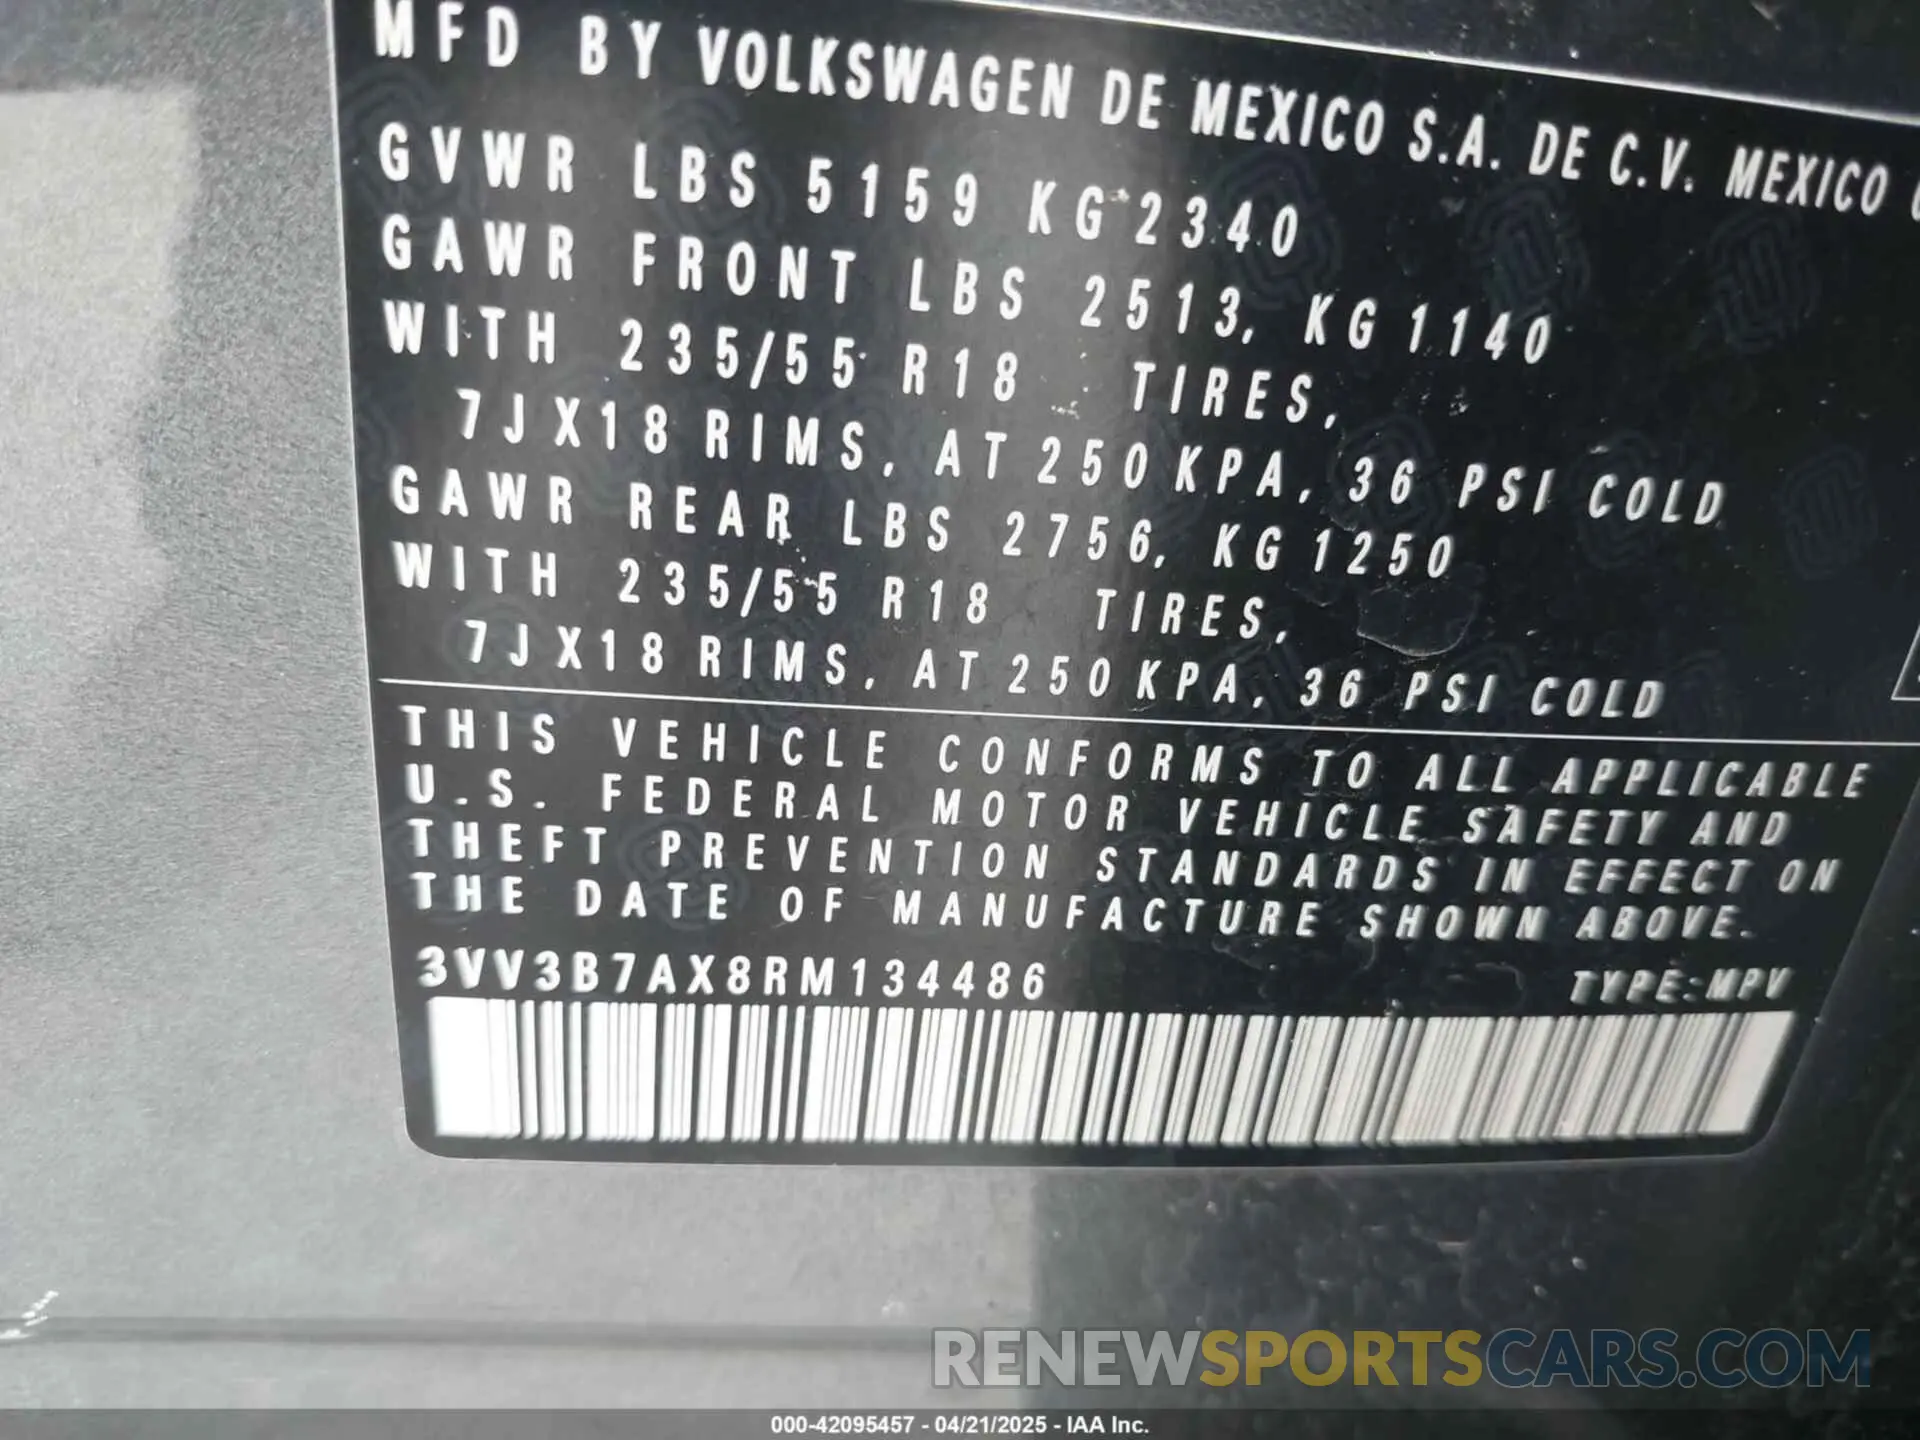 MFD BY VOLKSWAGEN DE MEXICO S.A. DE C.V. MEXICO
GVWR LBS 5159 KG 2340
GAWR FRONT LBS 2513, KG 1140
WITH 235/55 R18 TIRES,
7JX18 RIMS, AT 250 KPA, 36 PSI COLD
GAWR REAR LBS 2756, KG 1250
WITH 235/55 R18 TIRES,
7JX18 RIMS, AT 250 KPA, 36 PSI COLD
THIS VEHICLE CONFORMS TO ALL APPLICABLE
U.S. FEDERAL MOTOR VEHICLE SAFETY AND
THEFT PREVENTION STANDARDS IN EFFECT ON
THE DATE OF MANUFACTURE SHOWN ABOVE.
3VV3B7AX8RM134486 TYPE:MPV
RENEWSPORTSCARS.COM
000-42095457 - 04/21/2025 - IAA Inc.